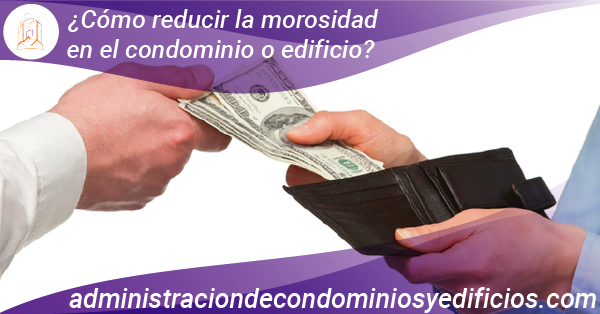 ¿Cómo reducir la morosidad
en el condominio o edificio?
administraciondecondominiosyedificios.com